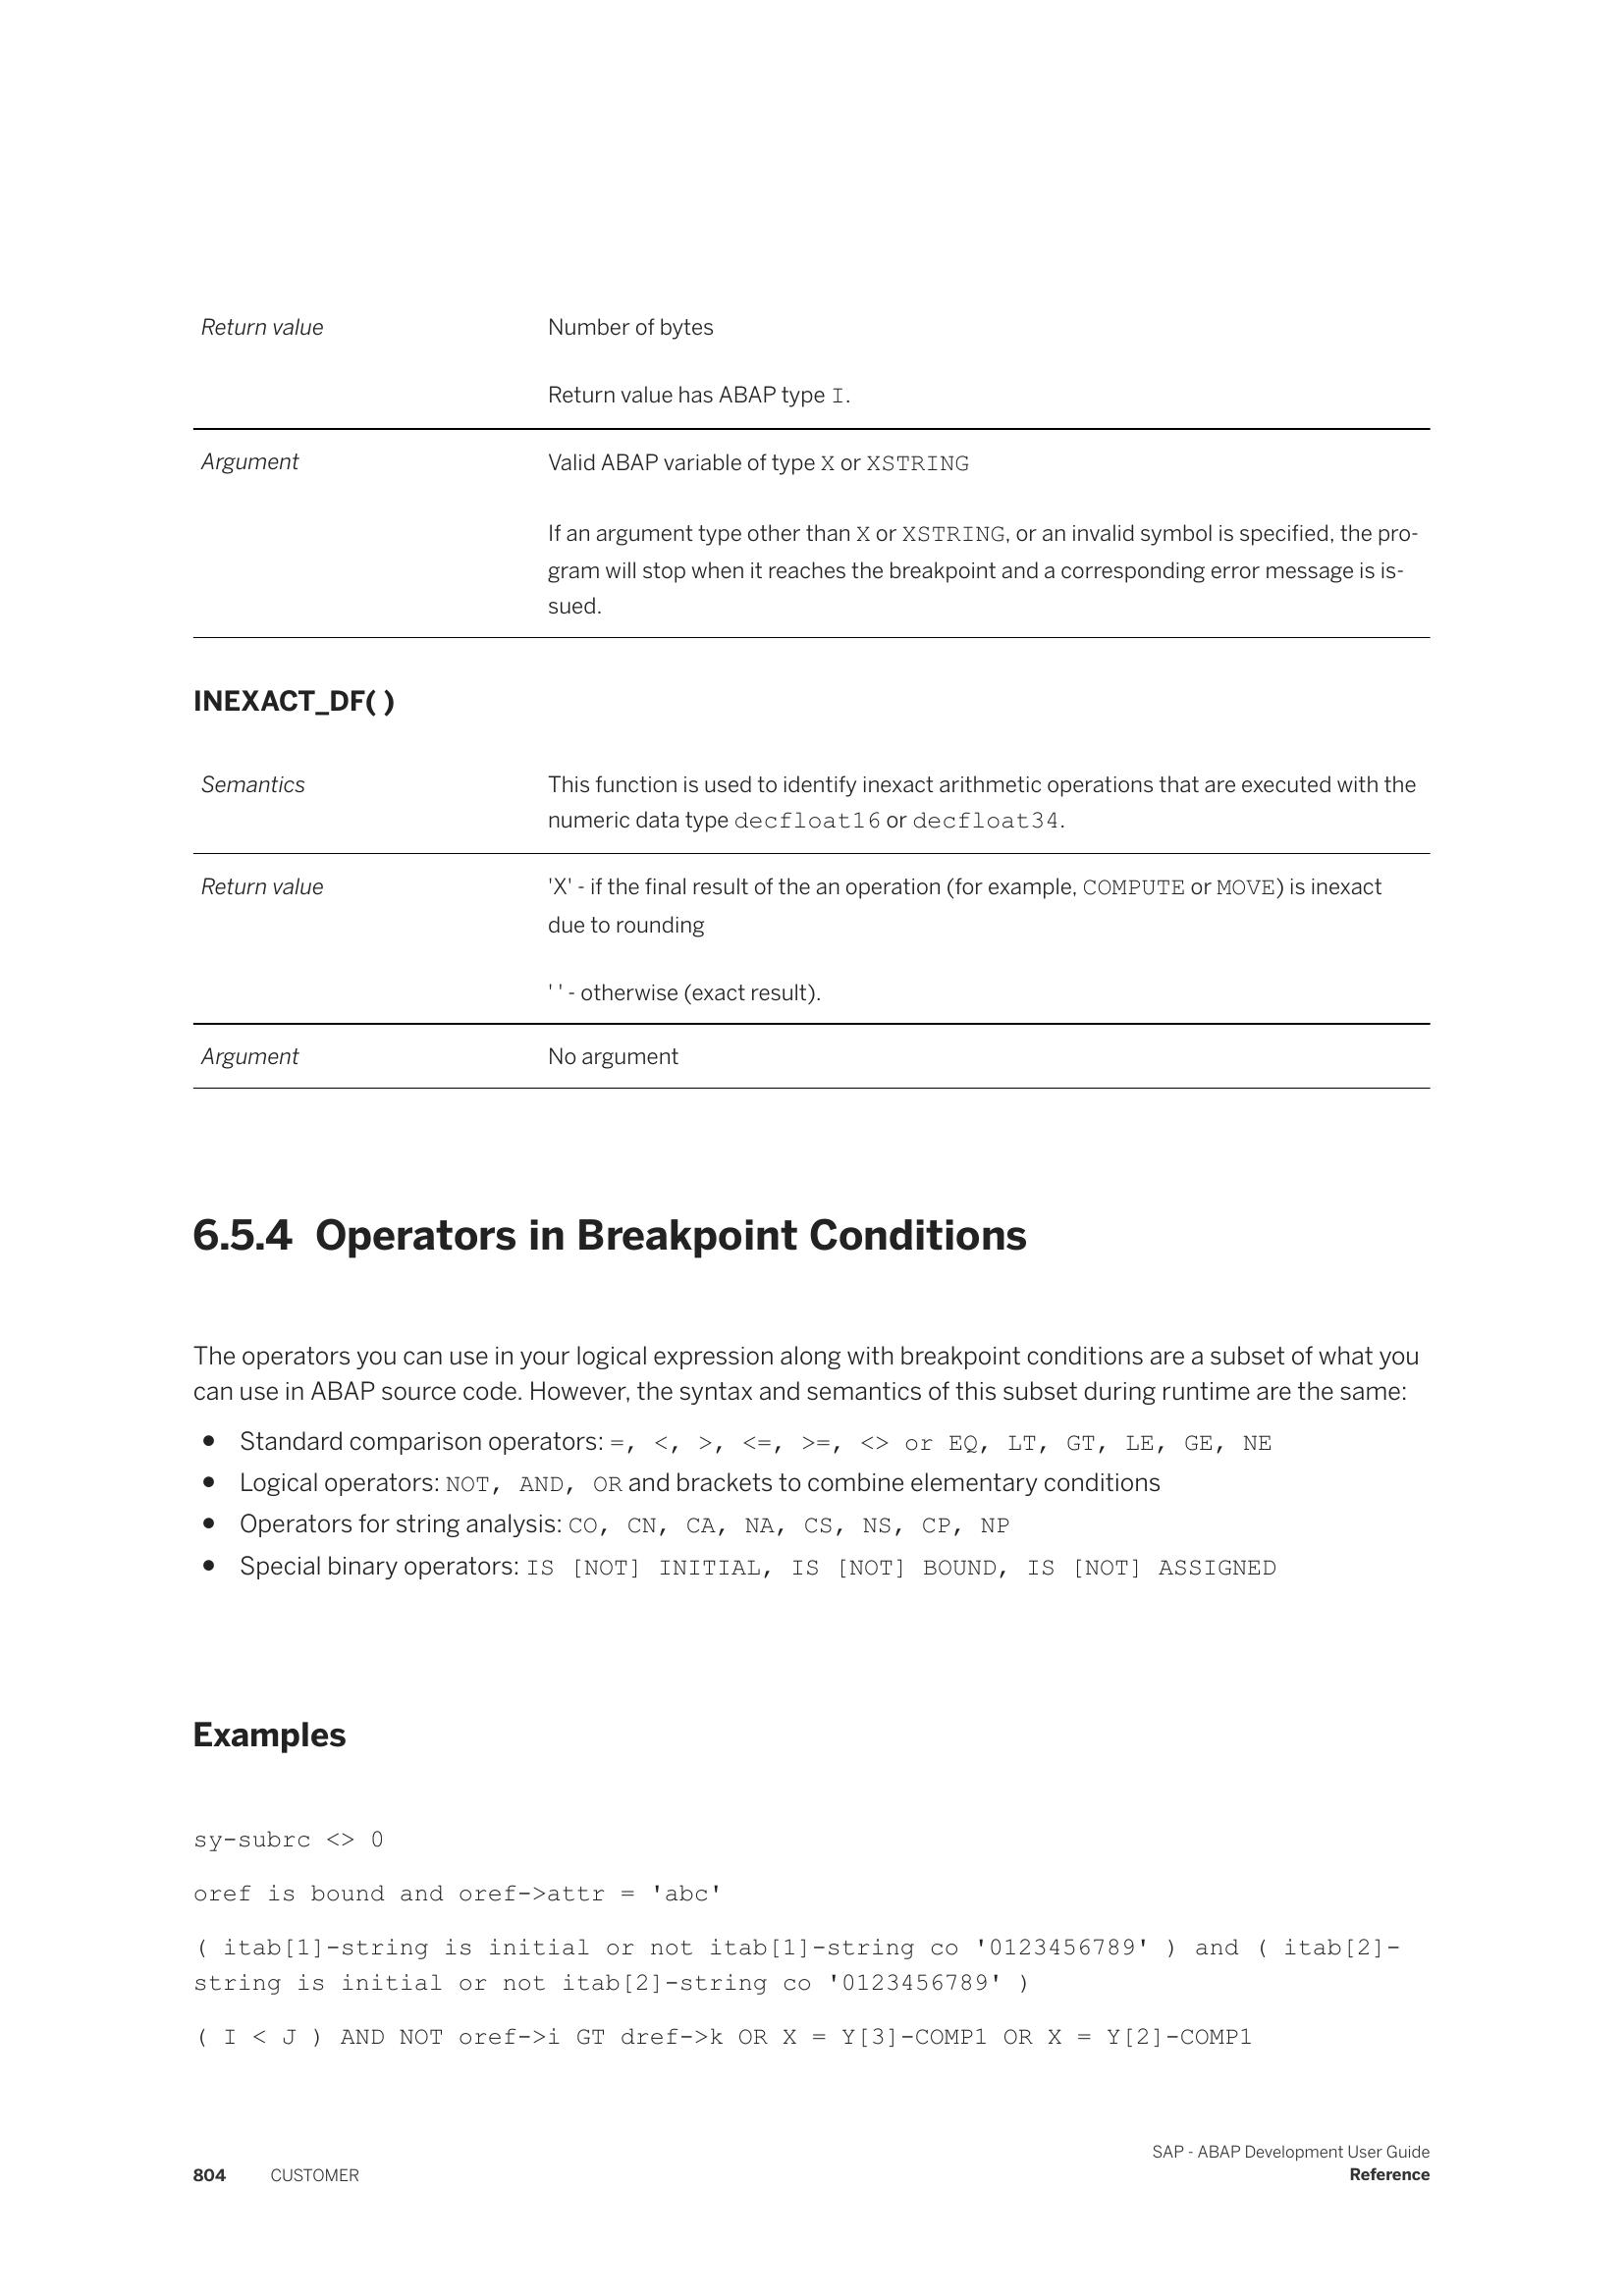 Return value Number of bytes
Return value has ABAP type I.
Argument Valid ABAP variable of type X or XSTRING
If an argument type other than X or XSTRING, or an invalid symbol is specified, the pro-
gram will stop when it reaches the breakpoint and a corresponding error message is is-
sued.
INEXACT_DF( )
Semantics This function is used to identify inexact arithmetic operations that are executed with the
numeric data type decfloat16 or decfloat34.
Return value 'X' - if the final result of the an operation (for example, COMPUTE or MOVE) is inexact
due to rounding
' ' - otherwise (exact result).
Argument No argument
6.5.4 Operators in Breakpoint Conditions
The operators you can use in your logical expression along with breakpoint conditions are a subset of what you
can use in ABAP source code. However, the syntax and semantics of this subset during runtime are the same:
• Standard comparison operators: =, <, >, <=, >=, <> or EQ, LT, GT, LE, GE, NE
• Logical operators: NOT, AND, OR and brackets to combine elementary conditions
• Operators for string analysis: CO, CN, CA, NA, CS, NS, CP, NP
• Special binary operators: IS [NOT] INITIAL, IS [NOT] BOUND, IS [NOT] ASSIGNED
Examples
sy-subrc <> 0
oref is bound and oref->attr = 'abc'
( itab[1]-string is initial or not itab[1]-string co '0123456789' ) and ( itab[2]-
string is initial or not itab[2]-string co '0123456789' )
( I < J ) AND NOT oref->i GT dref->k OR X = Y[3]-COMP1 OR X = Y[2]-COMP1
SAP - ABAP Development User Guide
804 CUSTOMER Reference